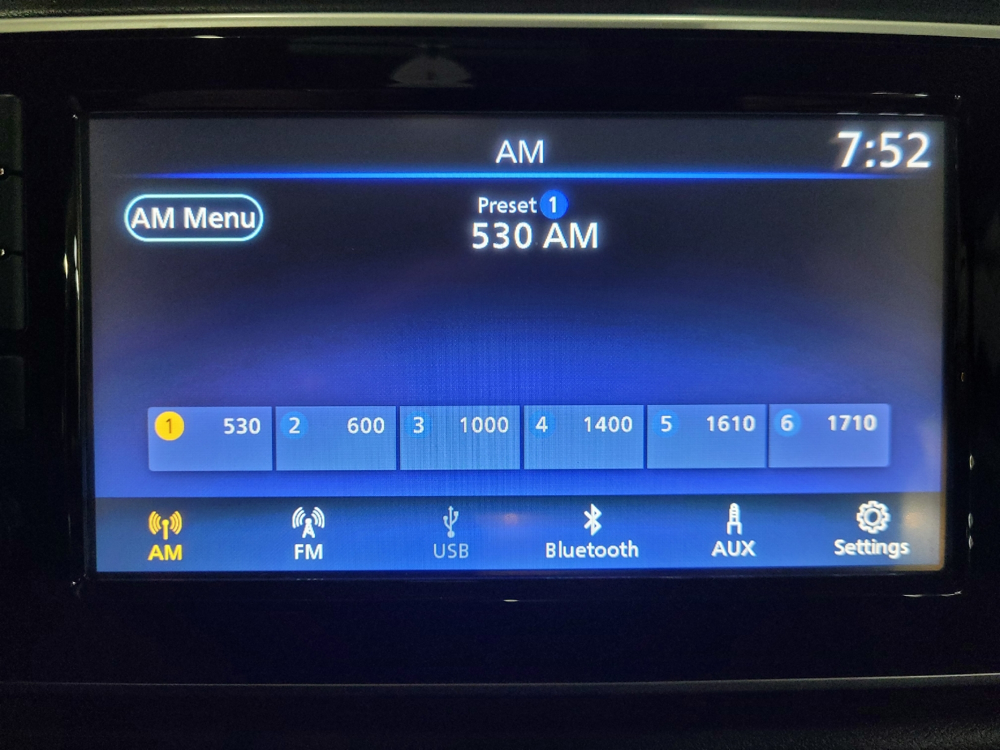 AM 7:52
AM Menu
Preset 1
530 AM
1 530 2 600 3 1000 4 1400 5 1610 6 1710
AM FM USB Bluetooth AUX Settings